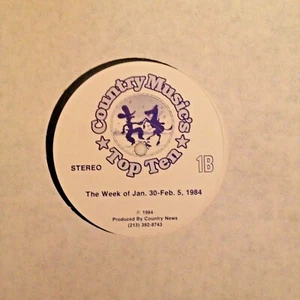 Country Music's
Top Ten
STEREO
1B
The Week of Jan. 30-Feb. 5, 1984
℗ 1984
Produced By Country News
(213) 382-8743